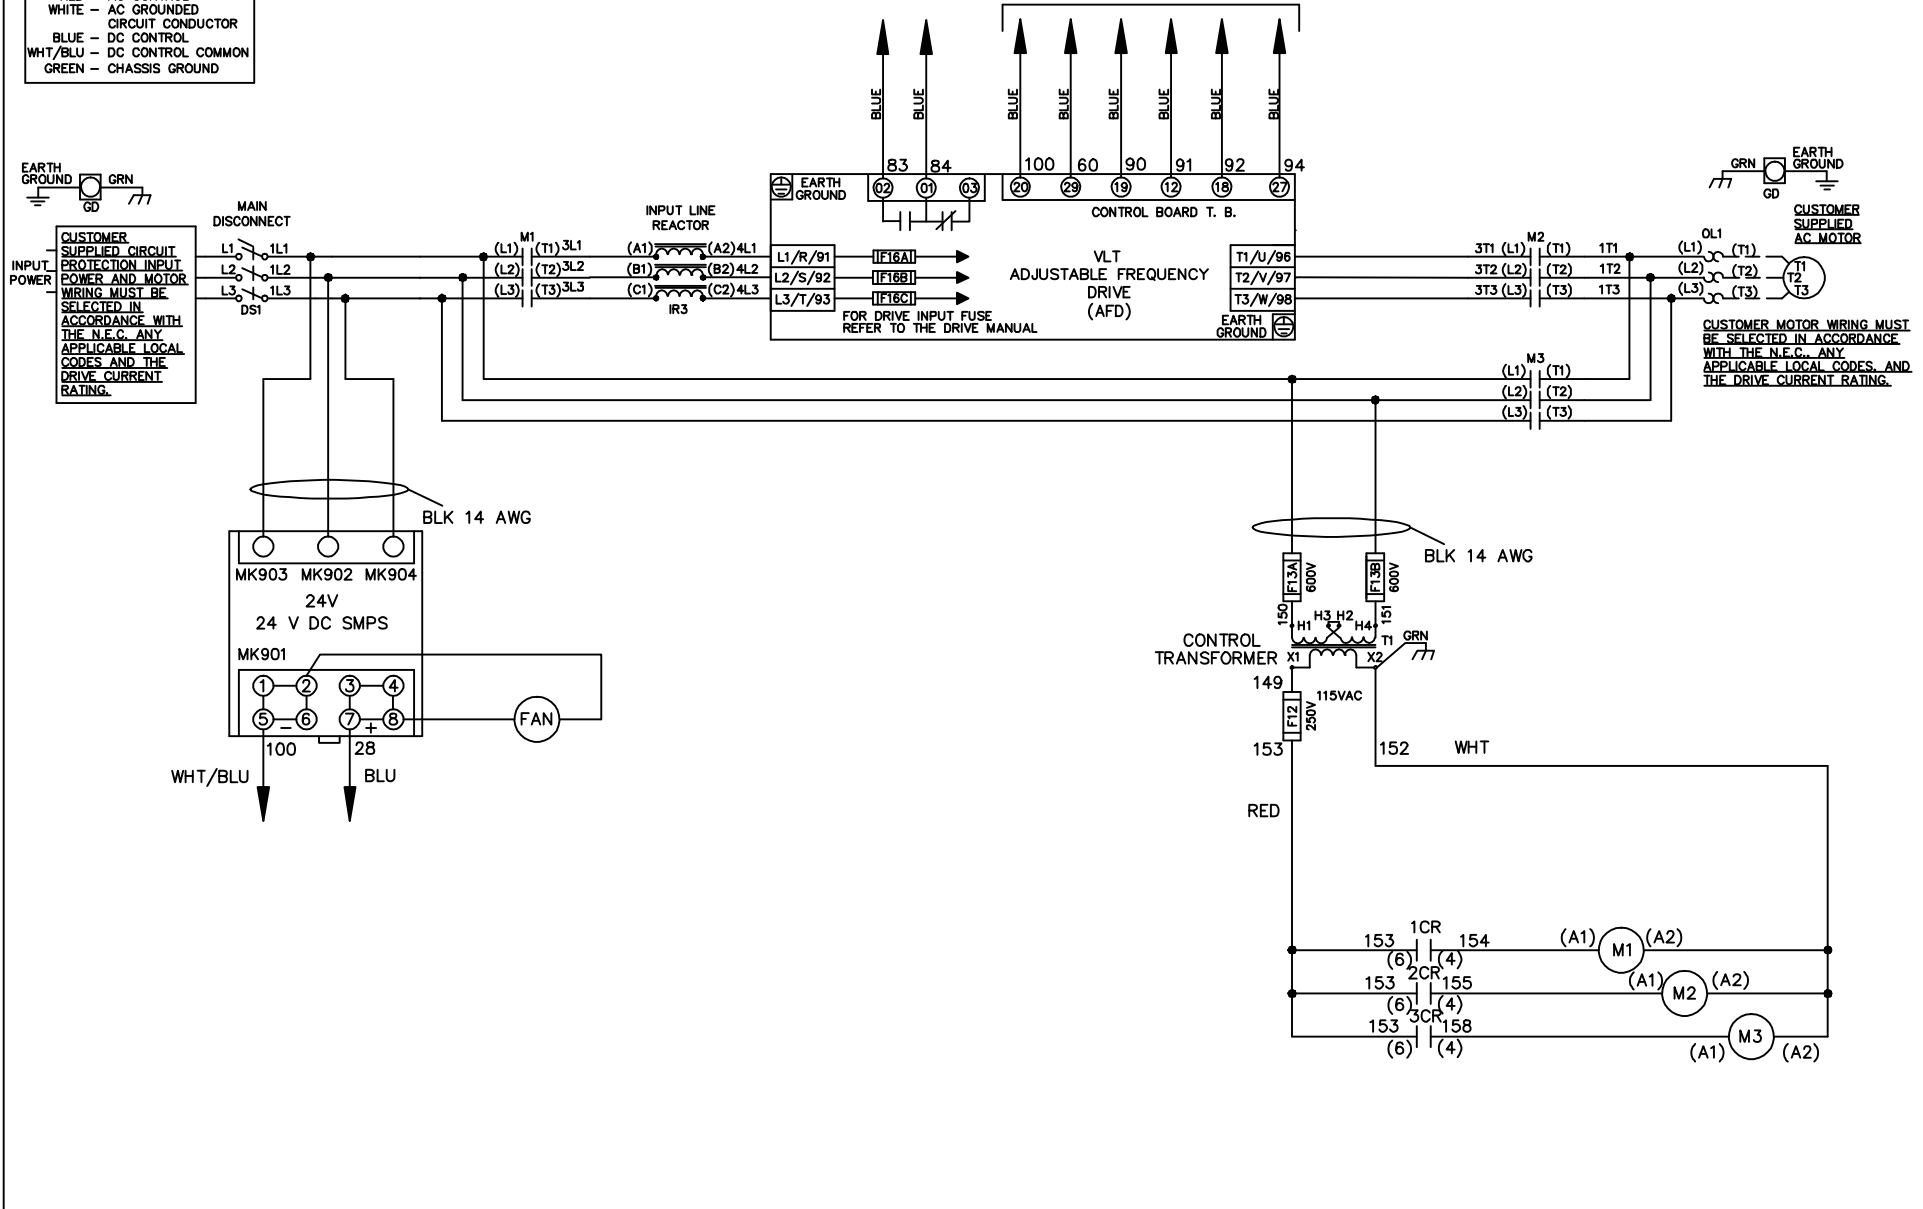 WHITE – AC GROUNDED
CIRCUIT CONDUCTOR
BLUE – DC CONTROL
WHT/BLU – DC CONTROL COMMON
GREEN – CHASSIS GROUND
BLUE BLUE BLUE BLUE BLUE BLUE BLUE BLUE
83 84 100 60 90 91 92 94
02 01 03 20 29 19 12 18 27
EARTH
GROUND
CONTROL BOARD T. B.
EARTH
GROUND
GRN
GD
GRN
EARTH
GROUND
GD
MAIN
DISCONNECT
INPUT LINE
REACTOR
CUSTOMER
SUPPLIED
AC MOTOR
INPUT
POWER
CUSTOMER
SUPPLIED CIRCUIT
PROTECTION INPUT
POWER AND MOTOR
WIRING MUST BE
SELECTED IN
ACCORDANCE WITH
THE N.E.C. ANY
APPLICABLE LOCAL
CODES AND THE
DRIVE CURRENT
RATING.
M1
M2
OL1
L1 1L1 (L1) (T1) 3L1 (A1) (A2) 4L1 L1/R/91 F16A T1/U/96 3T1 (L1) (T1) 1T1 (L1) (T1) T1
L2 1L2 (L2) (T2) 3L2 (B1) (B2) 4L2 L2/S/92 F16B T2/V/97 3T2 (L2) (T2) 1T2 (L2) (T2) T2
L3 1L3 (L3) (T3) 3L3 (C1) (C2) 4L3 L3/T/93 F16C T3/W/98 3T3 (L3) (T3) 1T3 (L3) (T3) T3
DS1
IR3
VLT
ADJUSTABLE FREQUENCY
DRIVE
(AFD)
FOR DRIVE INPUT FUSE
REFER TO THE DRIVE MANUAL
EARTH
GROUND
CUSTOMER MOTOR WIRING MUST
BE SELECTED IN ACCORDANCE
WITH THE N.E.C., ANY
APPLICABLE LOCAL CODES, AND
THE DRIVE CURRENT RATING.
M3
(L1) (T1)
(L2) (T2)
(L3) (T3)
BLK 14 AWG
MK903 MK902 MK904
24V
24 V DC SMPS
MK901
1 2 3 4
5 – 6 7 + 8
FAN
100 28
WHT/BLU BLU
BLK 14 AWG
F13A 600V F13B 600V
150 151
H1 H3 H2 H4
T1
GRN
CONTROL
TRANSFORMER
X1 X2
149
115VAC
F12 250V
153
152 WHT
RED
1CR
153 154 (A1) M1 (A2)
(6) (4)
2CR
153 155 (A1) M2 (A2)
(6) (4)
3CR
153 158 M3
(6) (4) (A1) (A2)